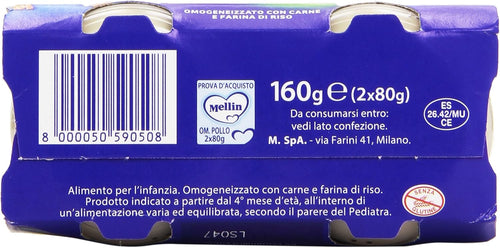 OMOGENEIZZATO CON CARNE
E FARINA DI RISO
PROVA D'ACQUISTO
Mellin
OM. POLLO
2x80g
8 000050 590508
160g e (2x80g)
Da consumarsi entro:
vedi lato confezione.
M. SpA. - via Farini 41, Milano.
ES
26.42/MU
CE
Alimento per l'infanzia. Omogeneizzato con carne e farina di riso.
Prodotto indicato a partire dal 4° mese d'età, all'interno di
un'alimentazione varia ed equilibrata, secondo il parere del Pediatra.
SENZA
GLUTINE
LS047